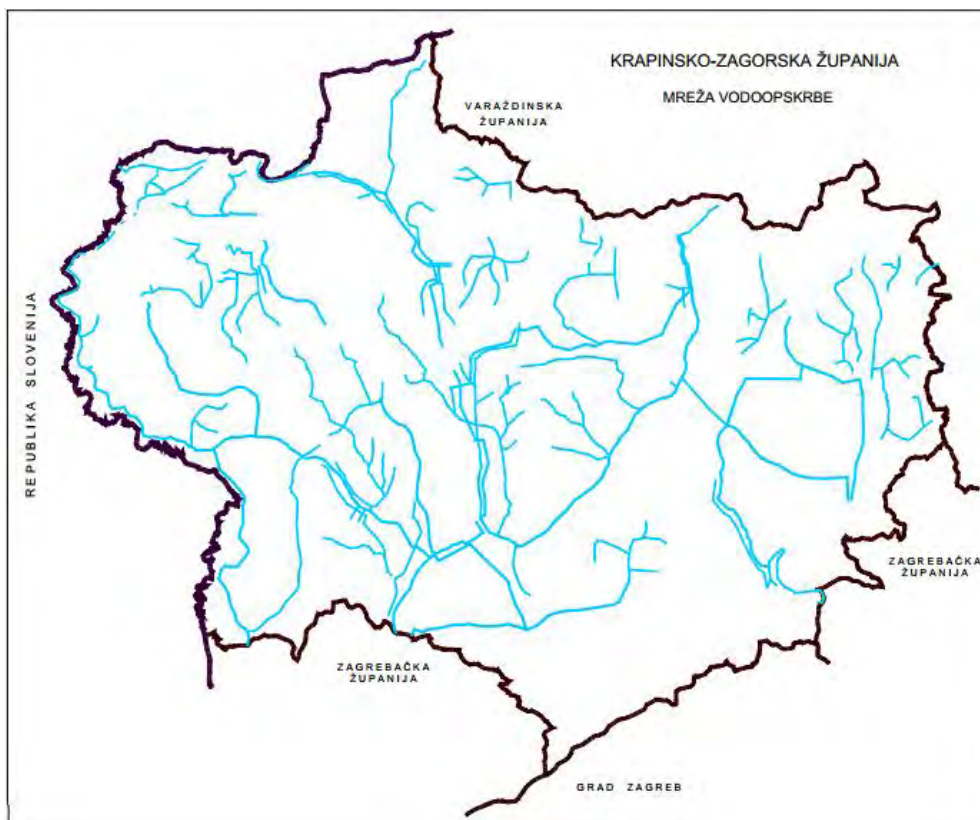 KRAPINSKO-ZAGORSKA ŽUPANIJA
MREŽA VODOOPSKRBE
VARAŽDINSKA
ŽUPANIJA
REPUBLIKA SLOVENIJA
ZAGREBAČKA
ŽUPANIJA
ZAGREBAČKA
ŽUPANIJA
GRAD ZAGREB